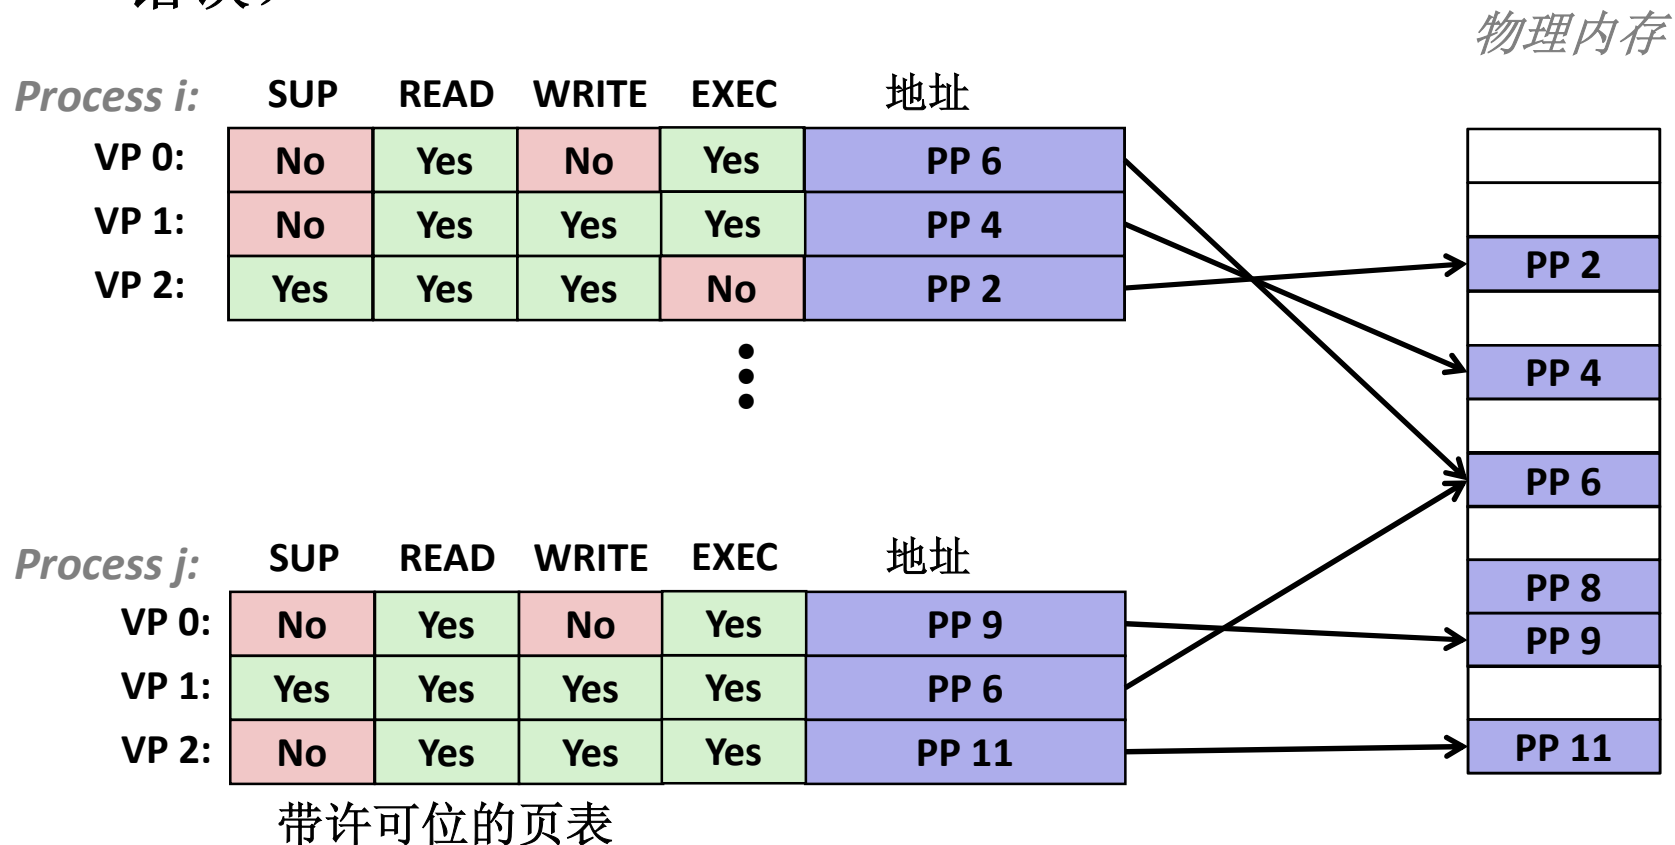 物理内存
Process i: SUP READ WRITE EXEC 地址
VP 0: No Yes No Yes PP 6
VP 1: No Yes Yes Yes PP 4
VP 2: Yes Yes Yes No PP 2
PP 2
PP 4
PP 6
Process j: SUP READ WRITE EXEC 地址
PP 8
VP 0: No Yes No Yes PP 9
PP 9
VP 1: Yes Yes Yes Yes PP 6
VP 2: No Yes Yes Yes PP 11
PP 11
带许可位的页表